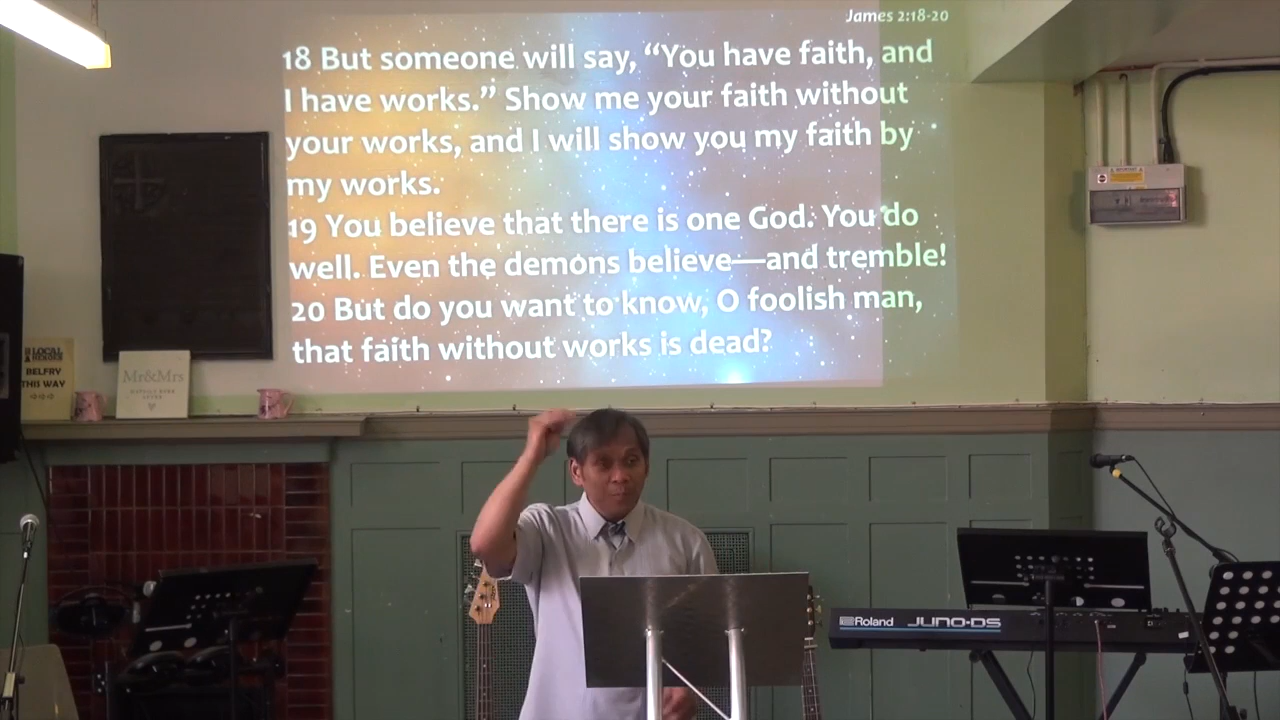 James 2:18-20
18 But someone will say, “You have faith, and
I have works.” Show me your faith without
your works, and I will show you my faith by
my works.
19 You believe that there is one God. You do
well. Even the demons believe—and tremble!
20 But do you want to know, O foolish man,
that faith without works is dead?
LOCAL
BELFRY
THIS WAY
Mr&Mrs
Roland JUNO-DS